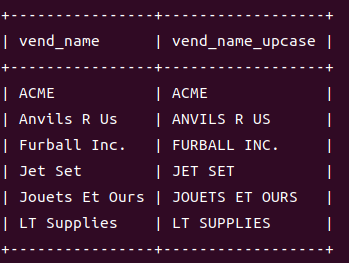 +----------------+------------------+
| vend_name      | vend_name_upcase |
+----------------+------------------+
| ACME           | ACME             |
| Anvils R Us    | ANVILS R US      |
| Furball Inc.   | FURBALL INC.     |
| Jet Set        | JET SET          |
| Jouets Et Ours | JOUETS ET OURS   |
| LT Supplies    | LT SUPPLIES      |
+----------------+------------------+